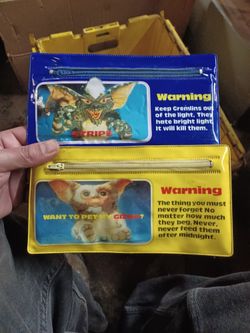 Warning
Keep Gremlins out
of the light. They
hate bright light,
it will kill them.
STRIPE
Warning
The thing you must
never forget. No
matter how much
they beg. Never,
never feed them
after midnight.
WANT TO PET MY GIZMO?